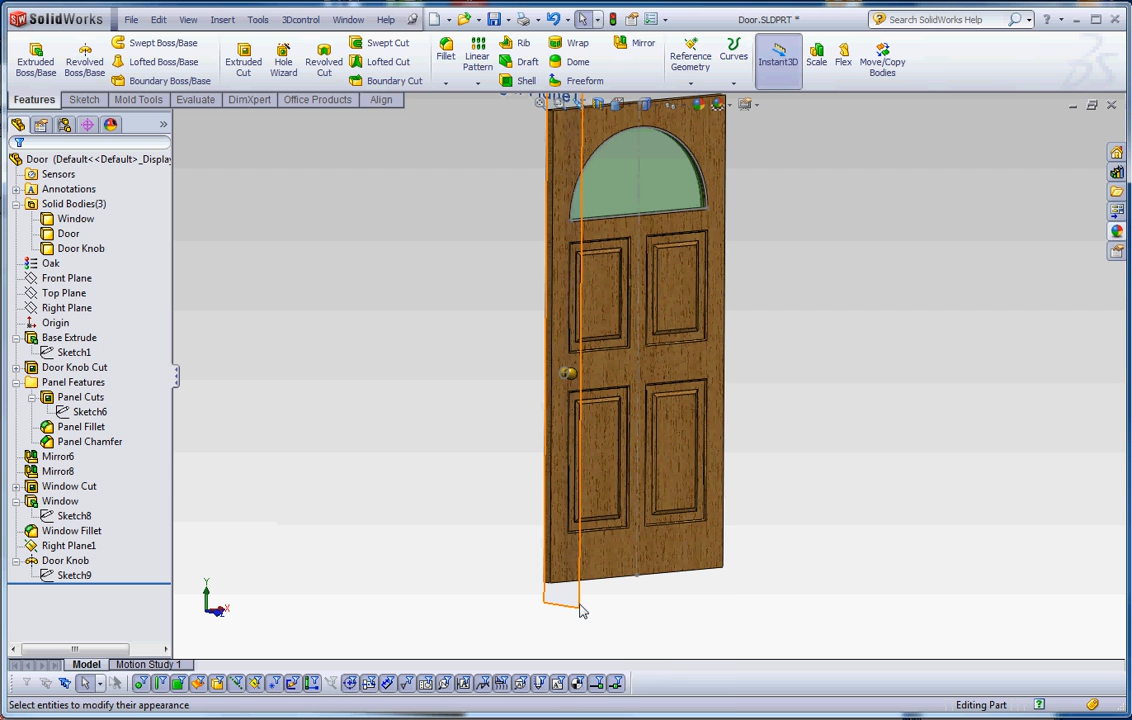 SolidWorks
File Edit View Insert Tools 3Dcontrol Window Help
Door.SLDPRT *
Search SolidWorks Help
Extruded Boss/Base
Revolved Boss/Base
Swept Boss/Base
Lofted Boss/Base
Boundary Boss/Base
Extruded Cut
Hole Wizard
Revolved Cut
Swept Cut
Lofted Cut
Boundary Cut
Fillet
Linear Pattern
Rib
Draft
Shell
Wrap
Dome
Freeform
Mirror
Reference Geometry
Curves
Instant3D
Scale
Flex
Move/Copy Bodies
Features Sketch Mold Tools Evaluate DimXpert Office Products Align
Door (Default<<Default>_Displa
Sensors
Annotations
Solid Bodies(3)
Window
Door
Door Knob
Oak
Front Plane
Top Plane
Right Plane
Origin
Base Extrude
Sketch1
Door Knob Cut
Panel Features
Panel Cuts
Sketch6
Panel Fillet
Panel Chamfer
Mirror6
Mirror8
Window Cut
Window
Sketch8
Window Fillet
Right Plane1
Door Knob
Sketch9
Y
X
Model Motion Study 1
Select entities to modify their appearance
Editing Part